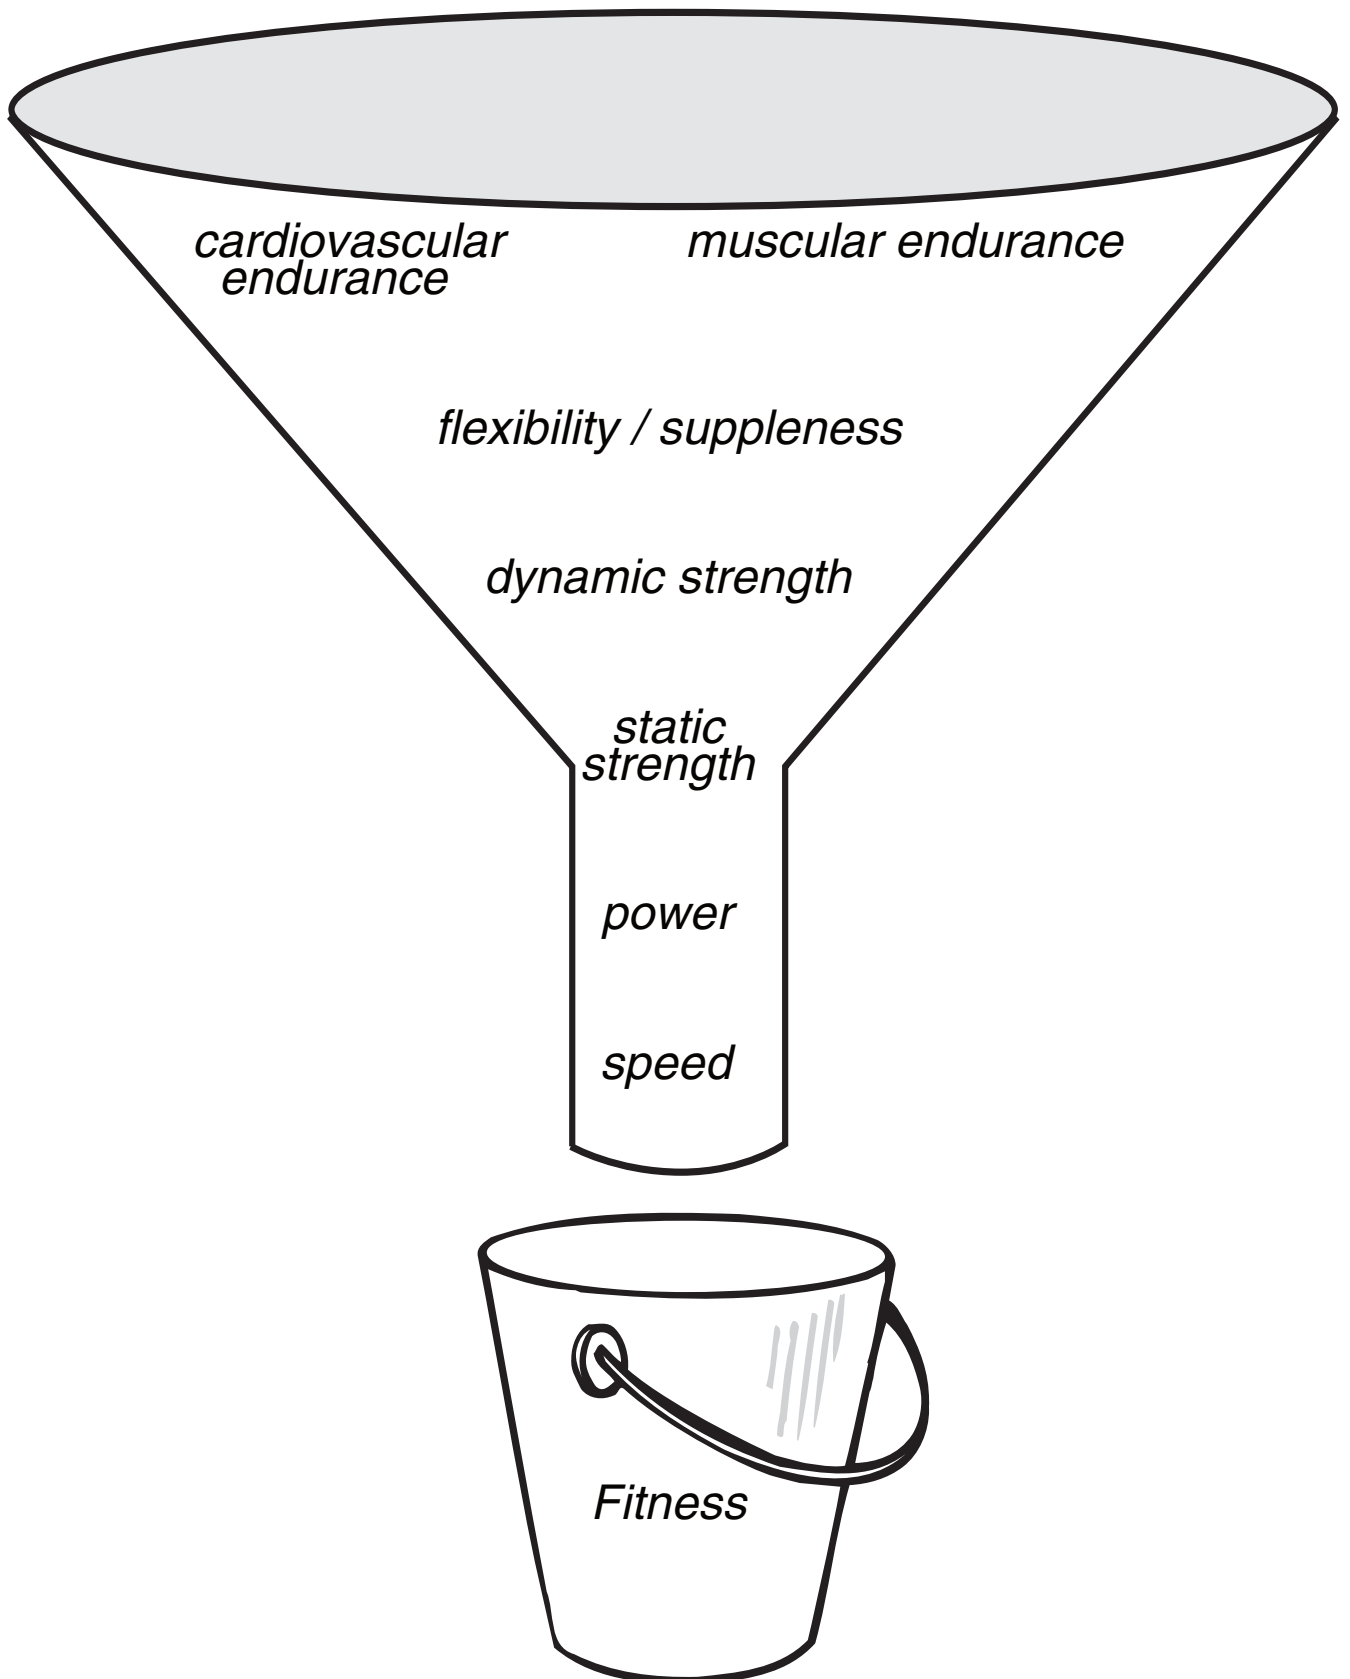 cardiovascular muscular endurance
endurance
flexibility / suppleness
dynamic strength
static
strength
power
speed
Fitness